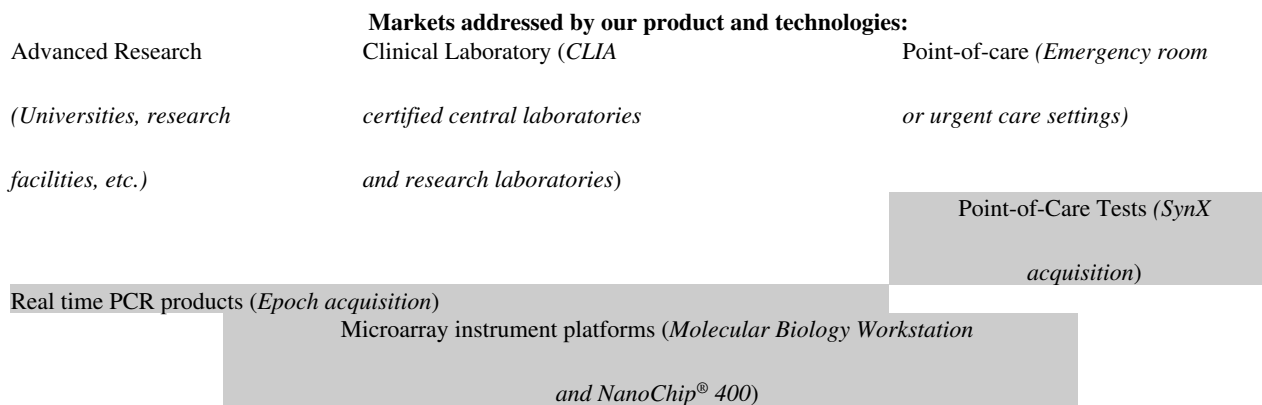 Markets addressed by our product and technologies:
Advanced Research Clinical Laboratory (CLIA Point-of-care (Emergency room
(Universities, research certified central laboratories or urgent care settings)
facilities, etc.) and research laboratories)
Point-of-Care Tests (SynX
acquisition)
Real time PCR products (Epoch acquisition)
Microarray instrument platforms (Molecular Biology Workstation
and NanoChip® 400)